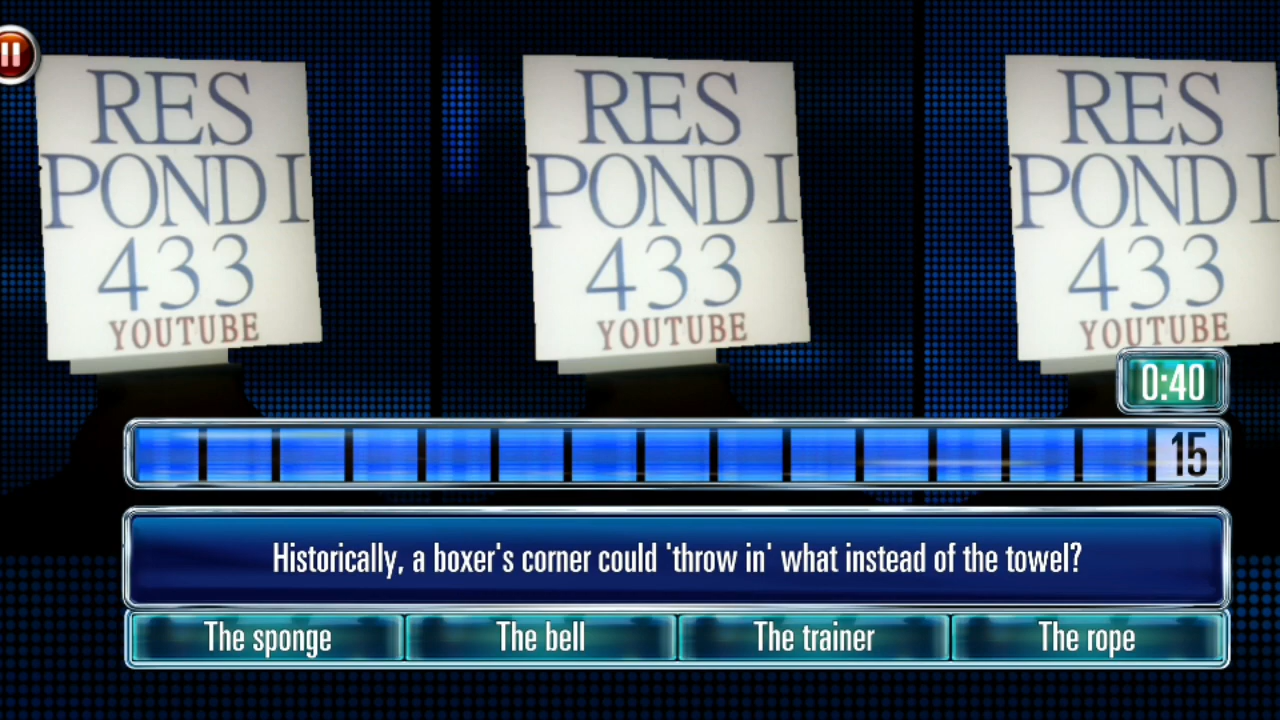 RES
POND I
433
YOUTUBE
RES
POND I
433
YOUTUBE
RES
POND I
433
YOUTUBE
0:40
15
Historically, a boxer's corner could 'throw in' what instead of the towel?
The sponge
The bell
The trainer
The rope